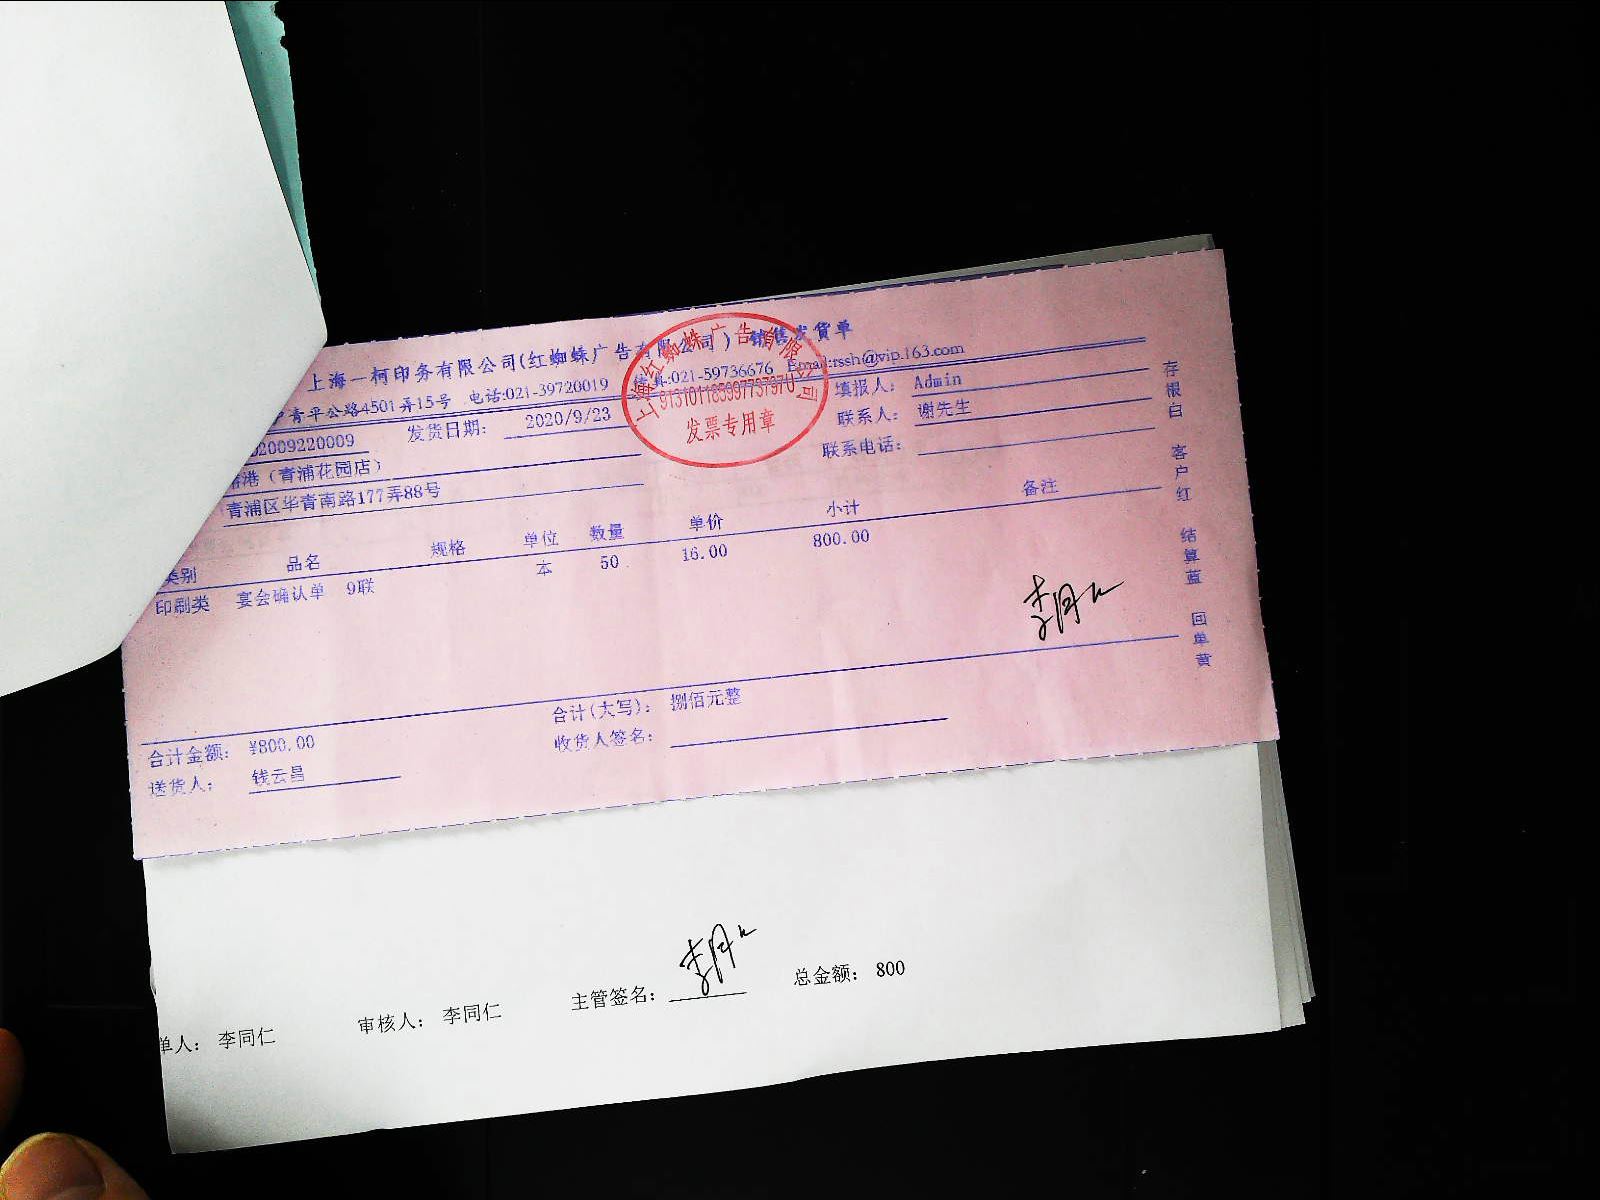 上海一柯印务有限公司(红蜘蛛广告有限公司) 销售发货单
青平公路4501弄15号 电话:021-39720019 传真:021-59736676 Email:rssh@vip.163.com
2009220009 发货日期: 2020/9/23 填报人: Admin
港(青浦花园店) 联系人: 谢先生
青浦区华青南路177弄88号 联系电话:
上海红蜘蛛广告有限公司
913101185997737970
发票专用章
类别 品名 规格 单位 数量 单价 小计 备注
印刷类 宴会确认单 9联 本 50 16.00 800.00
合计金额: ¥800.00 合计(大写): 捌佰元整
送货人: 钱云昌 收货人签名:
存根白 客户红 结算蓝 回单黄
单人: 李同仁 审核人: 李同仁 主管签名: 总金额: 800